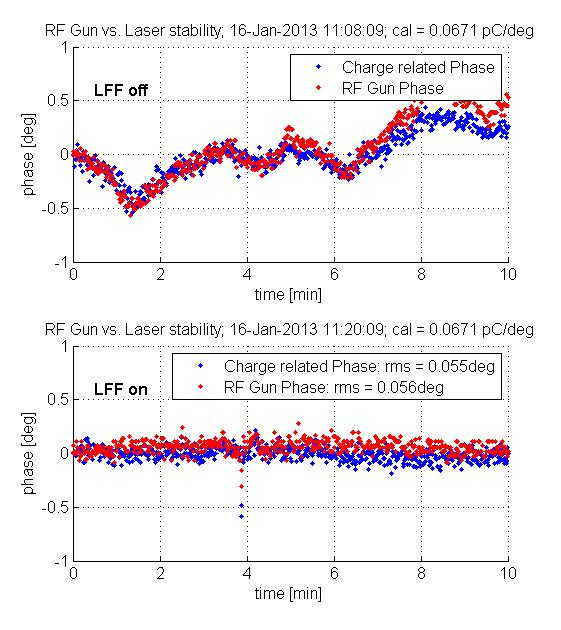 RF Gun vs. Laser stability; 16-Jan-2013 11:08:09; cal = 0.0671 pC/deg
1
0.5
0
-0.5
-1
phase [deg]
LFF off
Charge related Phase
RF Gun Phase
0 2 4 6 8 10
time [min]
RF Gun vs. Laser stability; 16-Jan-2013 11:20:09; cal = 0.0671 pC/deg
1
0.5
0
-0.5
-1
phase [deg]
LFF on
Charge related Phase: rms = 0.055deg
RF Gun Phase: rms = 0.056deg
0 2 4 6 8 10
time [min]